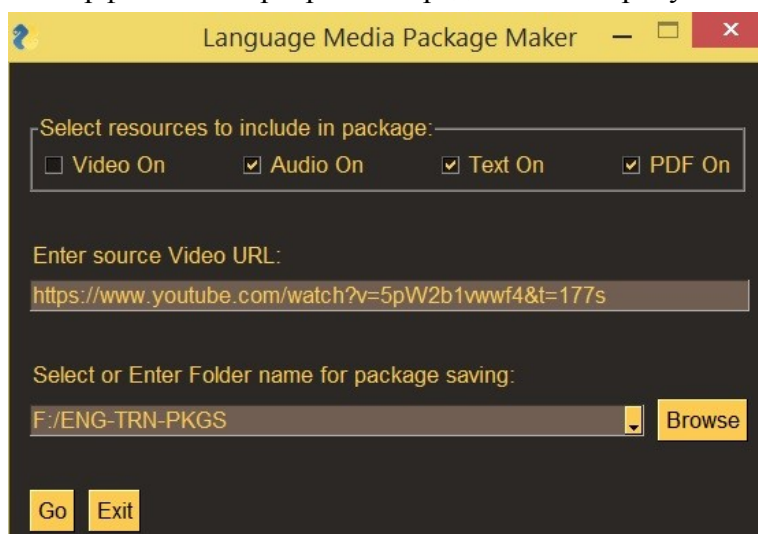 Language Media Package Maker
Select resources to include in package:
Video On Audio On Text On PDF On
Enter source Video URL:
https://www.youtube.com/watch?v=5pW2b1vwwf4&t=177s
Select or Enter Folder name for package saving:
F:/ENG-TRN-PKGS Browse
Go Exit